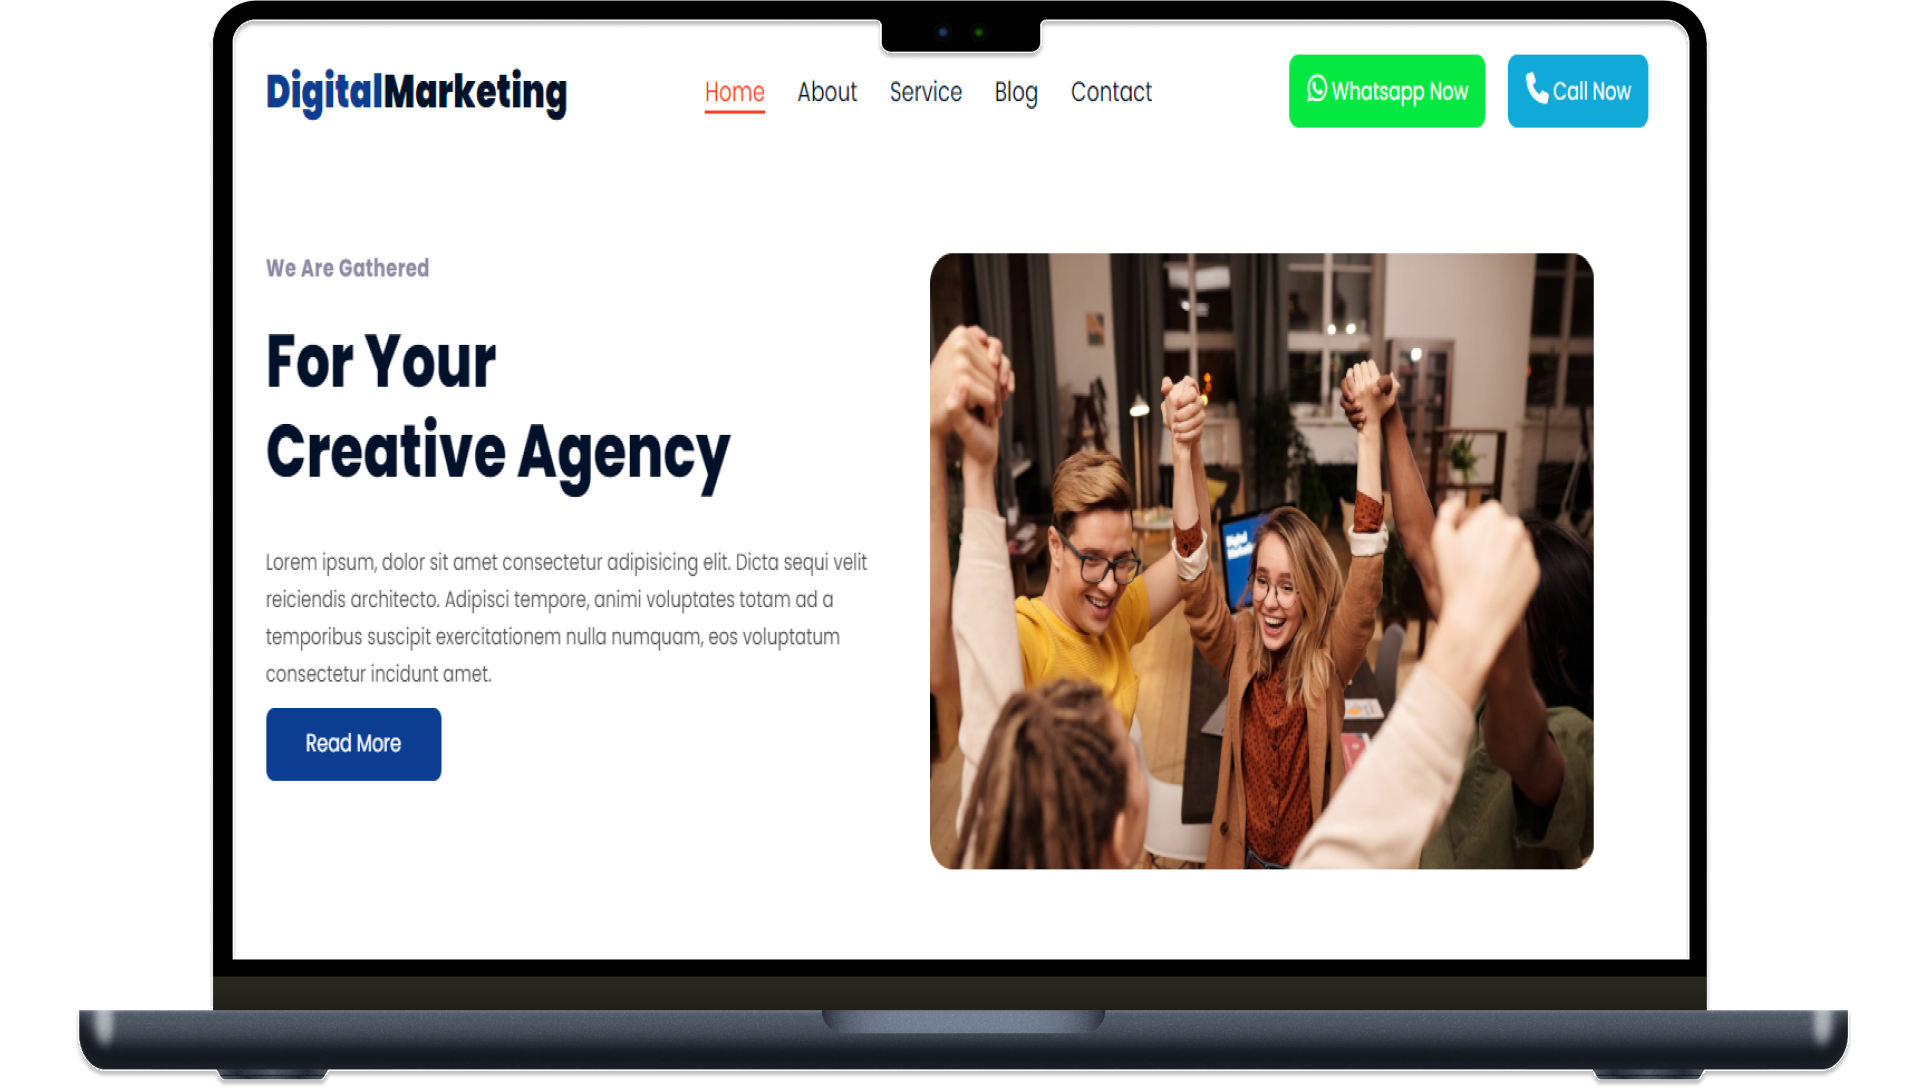 DigitalMarketing
Home About Service Blog Contact
Whatsapp Now
Call Now
We Are Gathered
For Your
Creative Agency
Lorem ipsum, dolor sit amet consectetur adipisicing elit. Dicta sequi velit
reiciendis architecto. Adipisci tempore, animi voluptates totam ad a
temporibus suscipit exercitationem nulla numquam, eos voluptatum
consectetur incidunt amet.
Read More
Digital